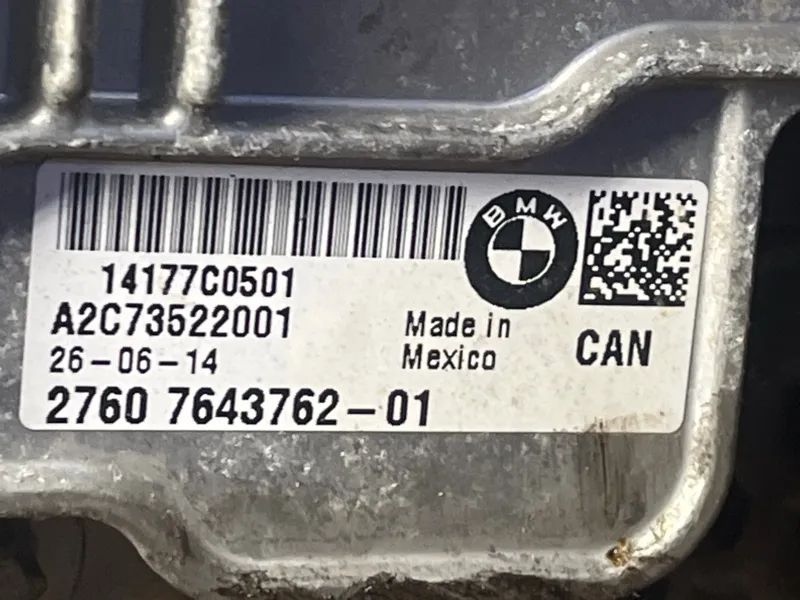 BMW
14177C0501
A2C73522001
26-06-14
Made in
Mexico
CAN
2760 7643762-01